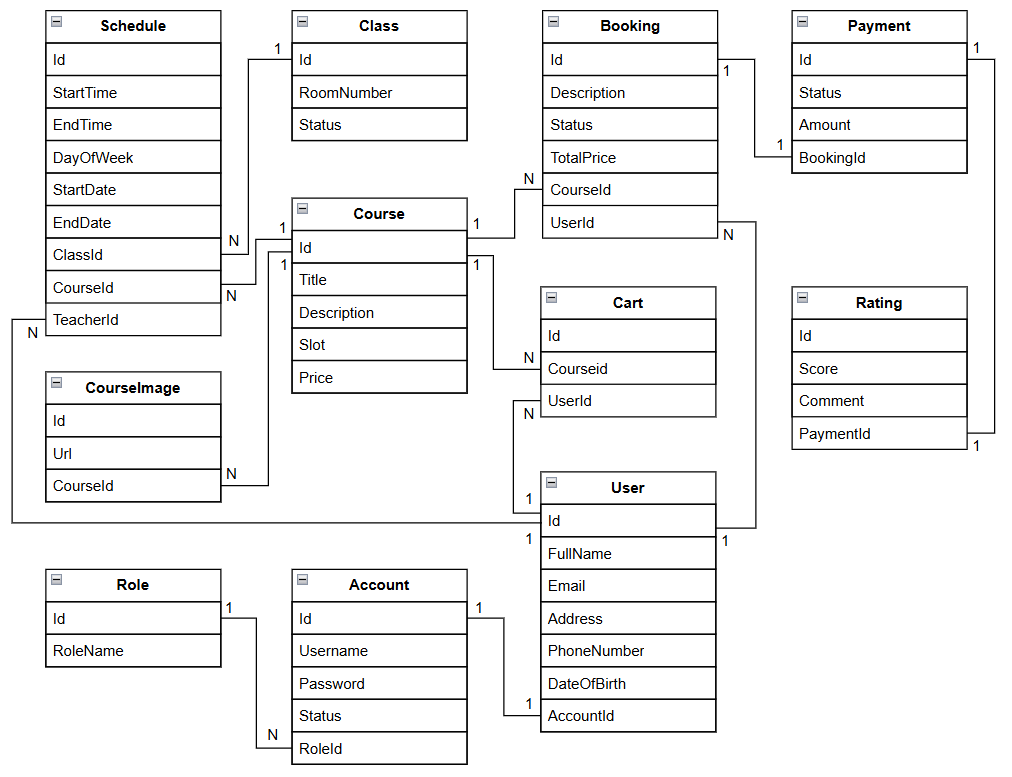 Schedule
Id
StartTime
EndTime
DayOfWeek
StartDate
EndDate
ClassId
CourseId
TeacherId
N
N
N
Class
Id
RoomNumber
Status
1
Course
Id
Title
Description
Slot
Price
1
1
1
1
Booking
Id
Description
Status
TotalPrice
CourseId
UserId
1
N
N
Payment
Id
Status
Amount
BookingId
1
1
CourseImage
Id
Url
CourseId
N
Cart
Id
Courseid
UserId
N
N
Rating
Id
Score
Comment
PaymentId
1
User
Id
FullName
Email
Address
PhoneNumber
DateOfBirth
AccountId
1
1
1
1
Role
Id
RoleName
1
Account
Id
Username
Password
Status
RoleId
1
N